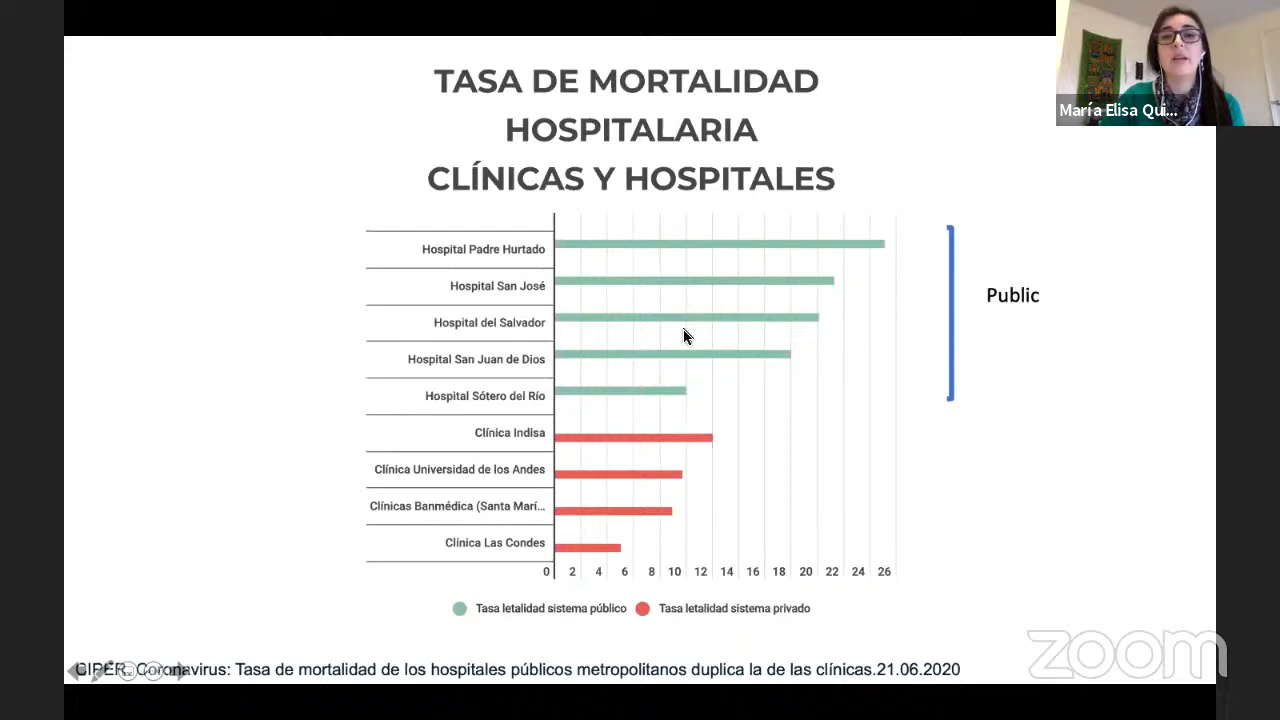 TASA DE MORTALIDAD
HOSPITALARIA
CLÍNICAS Y HOSPITALES
María Elisa Qui...
Hospital Padre Hurtado
Hospital San José
Hospital del Salvador
Hospital San Juan de Dios
Hospital Sótero del Río
Clínica Indisa
Clínica Universidad de los Andes
Clínicas Banmédica (Santa Marí...
Clínica Las Condes
Public
0 2 4 6 8 10 12 14 16 18 20 22 24 26
Tasa letalidad sistema público Tasa letalidad sistema privado
CIPER, Coronavirus: Tasa de mortalidad de los hospitales públicos metropolitanos duplica la de las clínicas.21.06.2020
zoom